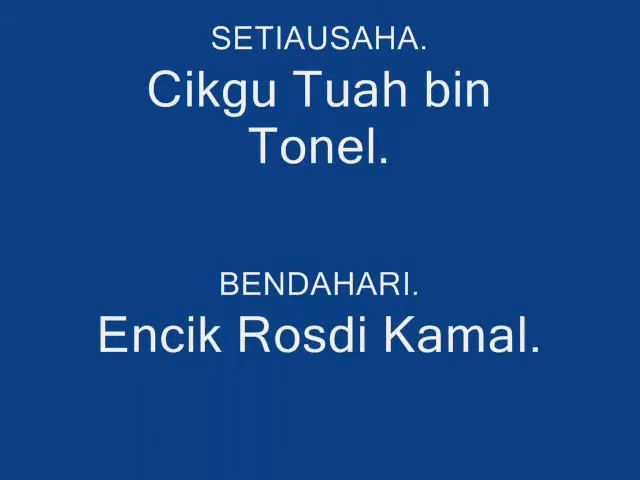 SETIAUSAHA.
Cikgu Tuah bin
Tonel.
BENDAHARI.
Encik Rosdi Kamal.